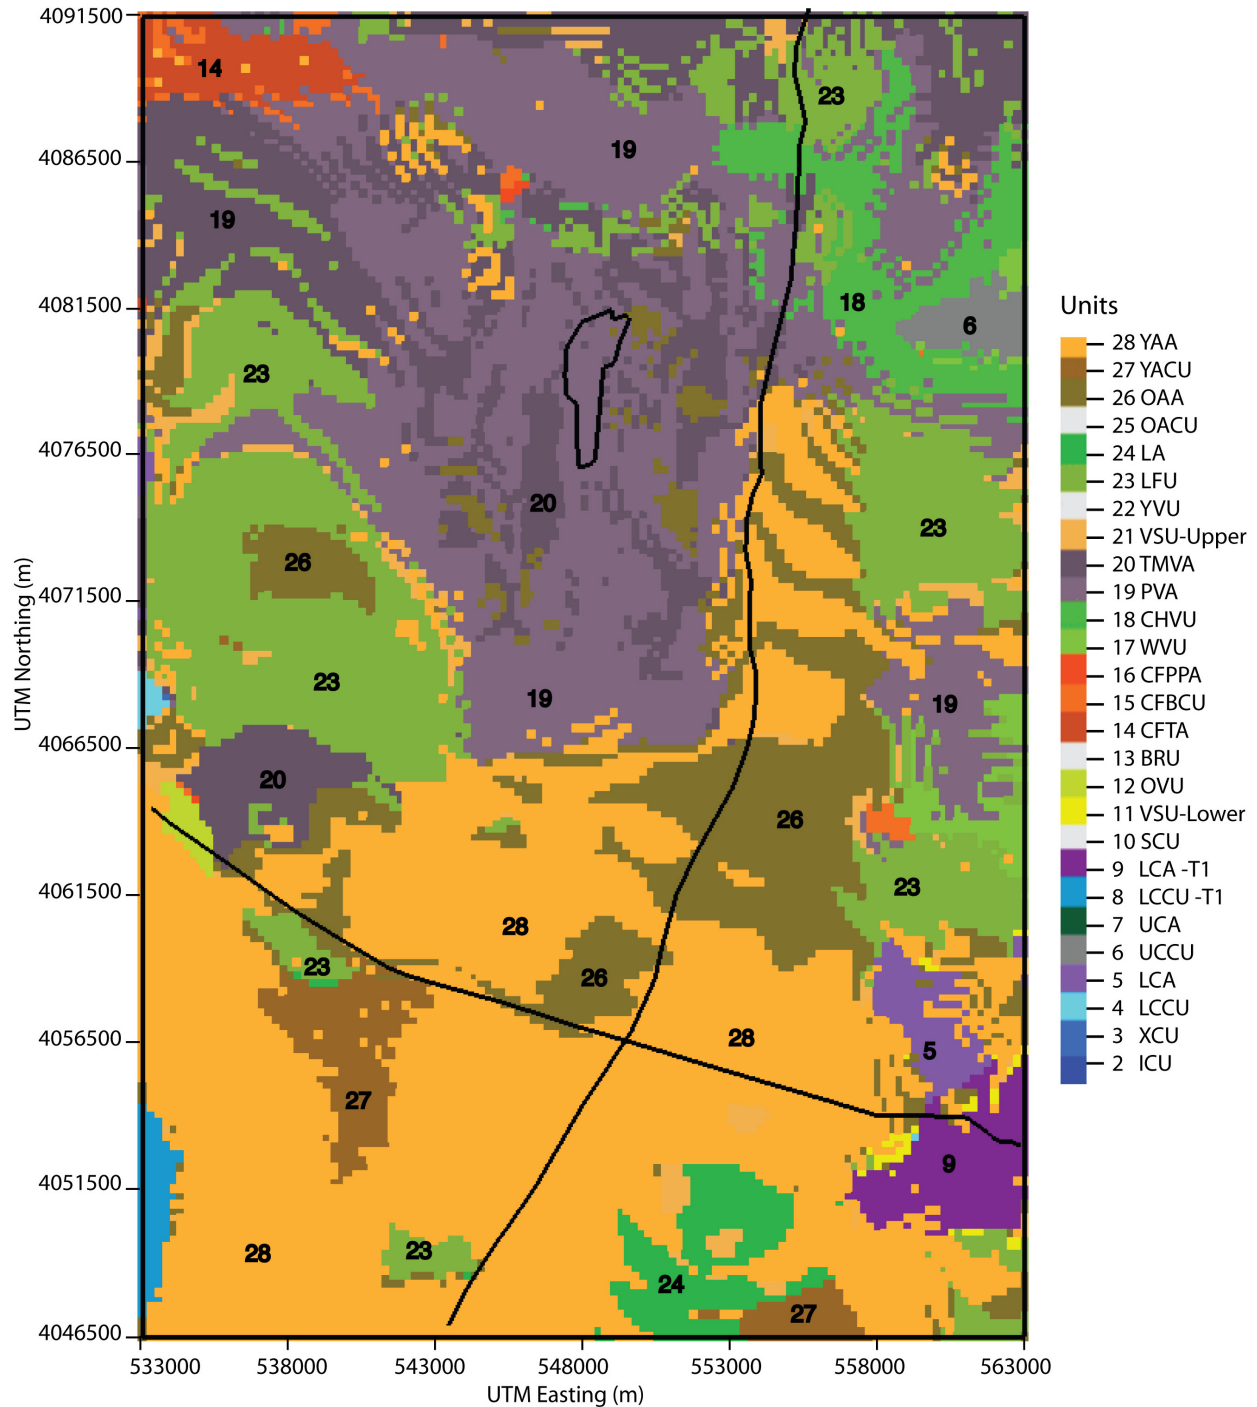 4091500
4086500
4081500
4076500
4071500
4066500
4061500
4056500
4051500
4046500
UTM Northing (m)
533000 538000 543000 548000 553000 558000 563000
UTM Easting (m)
14
23
19
19
18
6
23
20
23
26
23
19
19
20
26
23
28
23
26
28
5
27
9
23
28
24
27
Units
28 YAA
27 YACU
26 OAA
25 OACU
24 LA
23 LFU
22 YVU
21 VSU-Upper
20 TMVA
19 PVA
18 CHVU
17 WVU
16 CFPPA
15 CFBCU
14 CFTA
13 BRU
12 OVU
11 VSU-Lower
10 SCU
9 LCA -T1
8 LCCU -T1
7 UCA
6 UCCU
5 LCA
4 LCCU
3 XCU
2 ICU